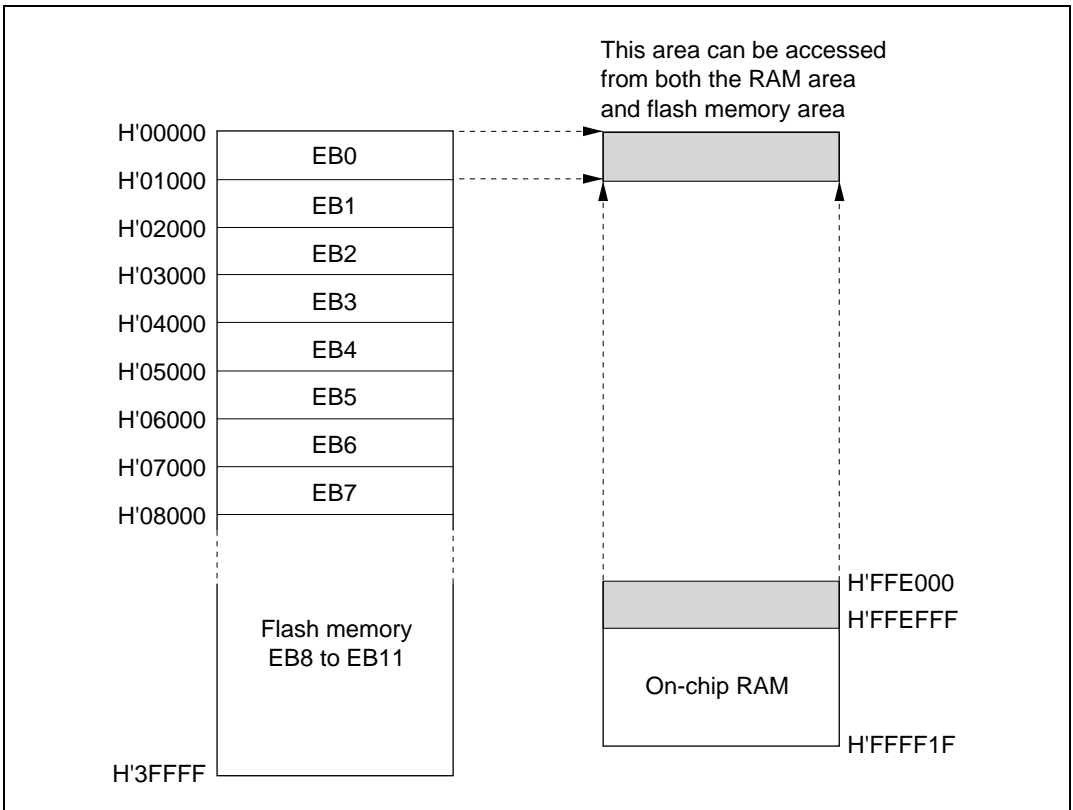 This area can be accessed
from both the RAM area
and flash memory area
H'00000
EB0
H'01000
EB1
H'02000
EB2
H'03000
EB3
H'04000
EB4
H'05000
EB5
H'06000
EB6
H'07000
EB7
H'08000
H'FFE000
H'FFEFFF
Flash memory
EB8 to EB11
On-chip RAM
H'FFFF1F
H'3FFFF